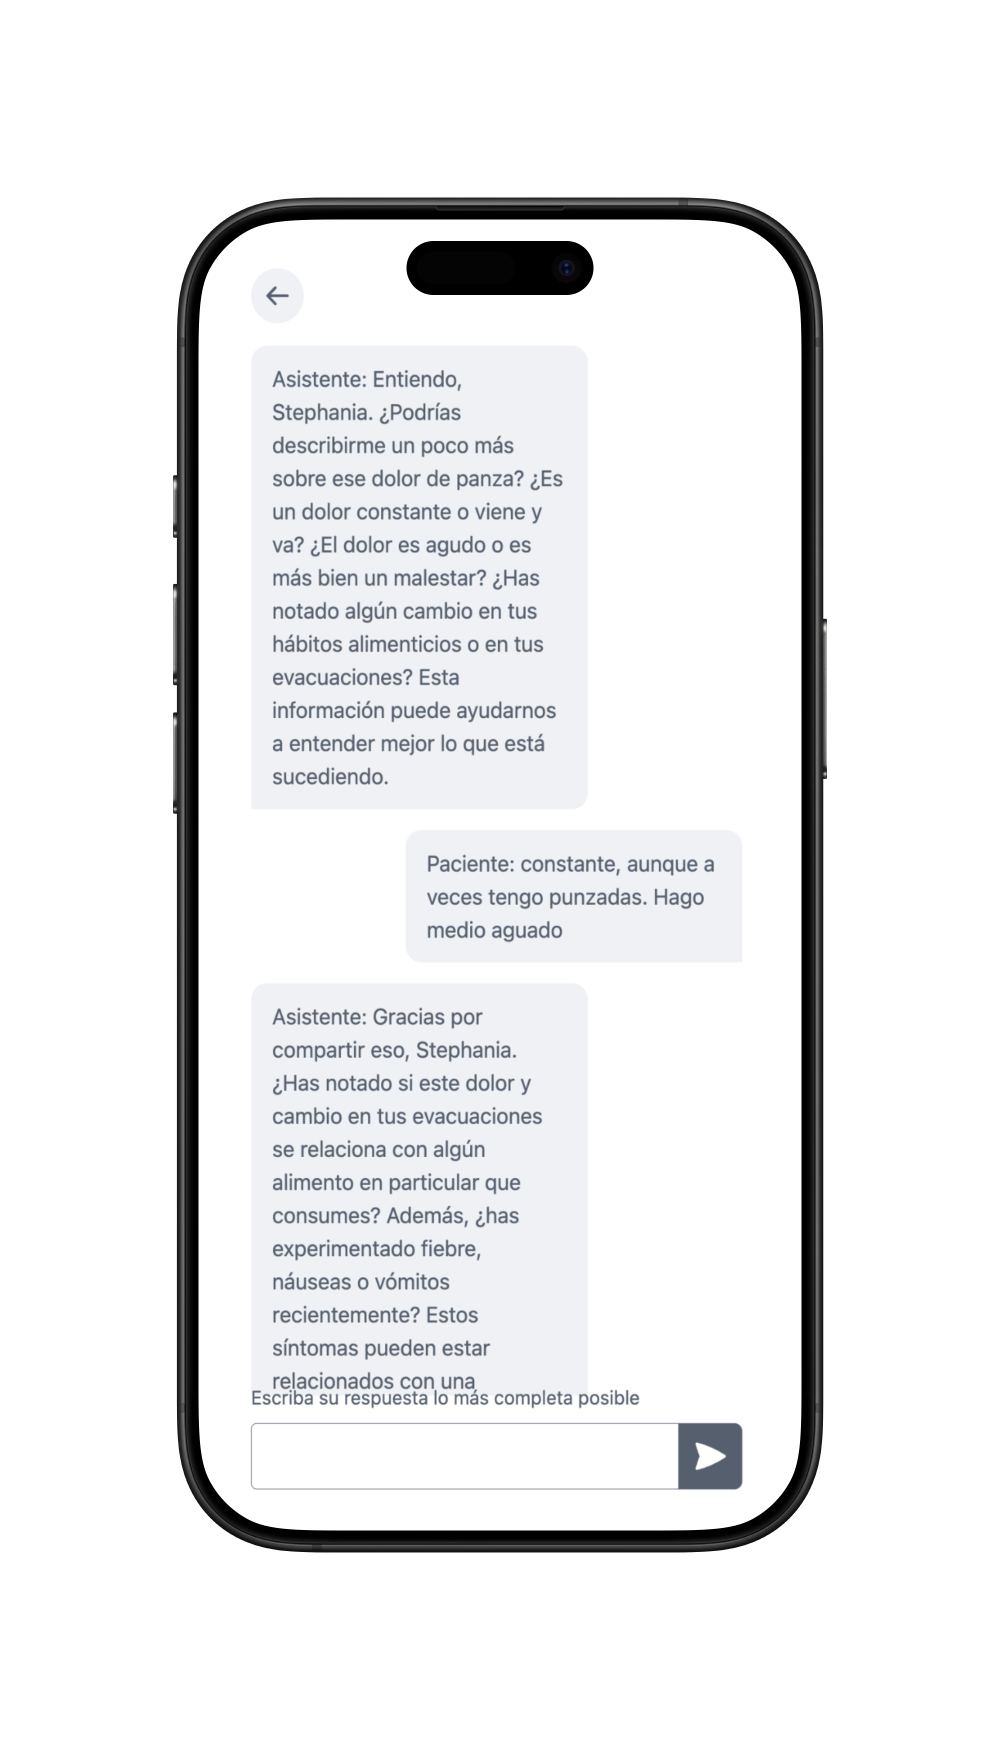 Asistente: Entiendo,
Stephania. ¿Podrías
describirme un poco más
sobre ese dolor de panza? ¿Es
un dolor constante o viene y
va? ¿El dolor es agudo o es
más bien un malestar? ¿Has
notado algún cambio en tus
hábitos alimenticios o en tus
evacuaciones? Esta
información puede ayudarnos
a entender mejor lo que está
sucediendo.
Paciente: constante, aunque a
veces tengo punzadas. Hago
medio aguado
Asistente: Gracias por
compartir eso, Stephania.
¿Has notado si este dolor y
cambio en tus evacuaciones
se relaciona con algún
alimento en particular que
consumes? Además, ¿has
experimentado fiebre,
náuseas o vómitos
recientemente? Estos
síntomas pueden estar
relacionados con una
Escriba su respuesta lo más completa posible